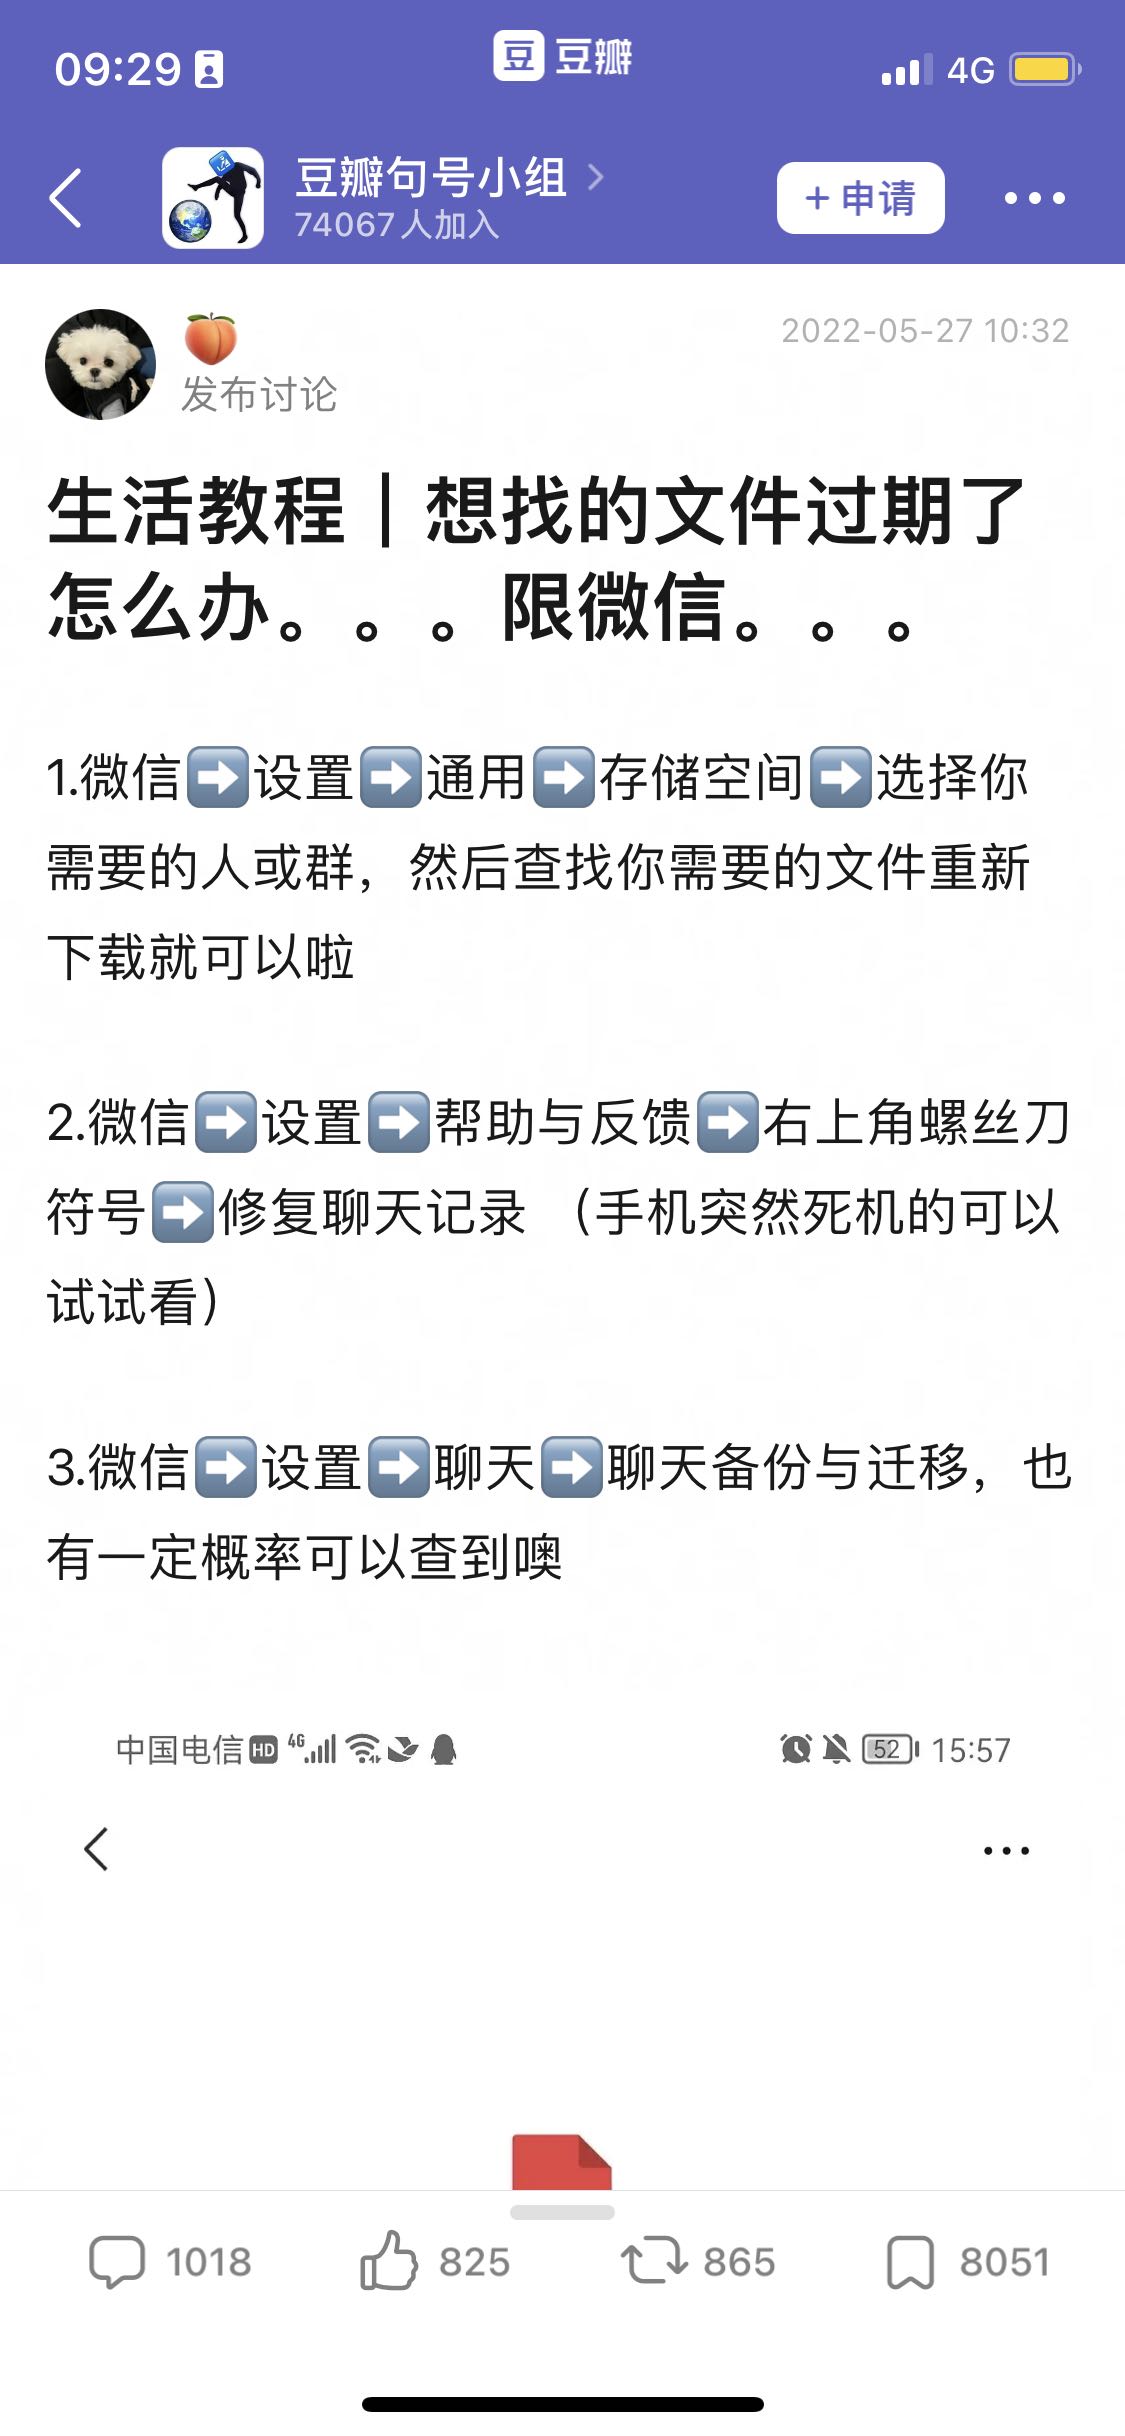 09:29
豆 豆瓣
4G
豆瓣句号小组
74067人加入
+ 申请
🍑
2022-05-27 10:32
发布讨论
生活教程｜想找的文件过期了
怎么办。。。限微信。。。
1.微信➡️设置➡️通用➡️存储空间➡️选择你
需要的人或群，然后查找你需要的文件重新
下载就可以啦
2.微信➡️设置➡️帮助与反馈➡️右上角螺丝刀
符号➡️修复聊天记录 （手机突然死机的可以
试试看）
3.微信➡️设置➡️聊天➡️聊天备份与迁移，也
有一定概率可以查到噢
中国电信 HD 4G 52 15:57
1018 825 865 8051